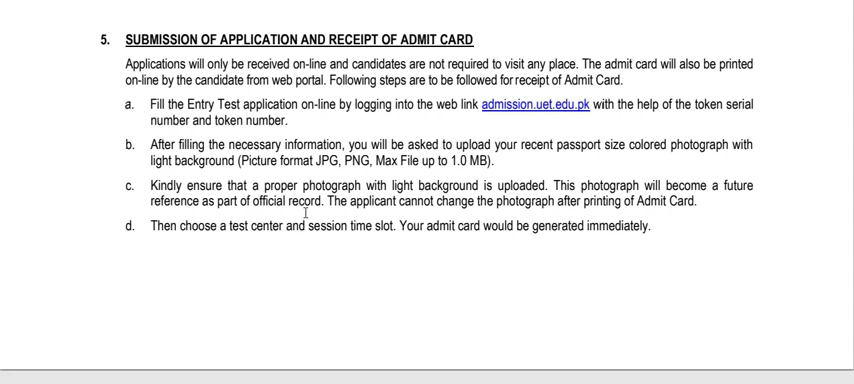 5. SUBMISSION OF APPLICATION AND RECEIPT OF ADMIT CARD
Applications will only be received on-line and candidates are not required to visit any place. The admit card will also be printed
on-line by the candidate from web portal. Following steps are to be followed for receipt of Admit Card.
a. Fill the Entry Test application on-line by logging into the web link admission.uet.edu.pk with the help of the token serial
number and token number.
b. After filling the necessary information, you will be asked to upload your recent passport size colored photograph with
light background (Picture format JPG, PNG, Max File up to 1.0 MB).
c. Kindly ensure that a proper photograph with light background is uploaded. This photograph will become a future
reference as part of official record. The applicant cannot change the photograph after printing of Admit Card.
d. Then choose a test center and session time slot. Your admit card would be generated immediately.